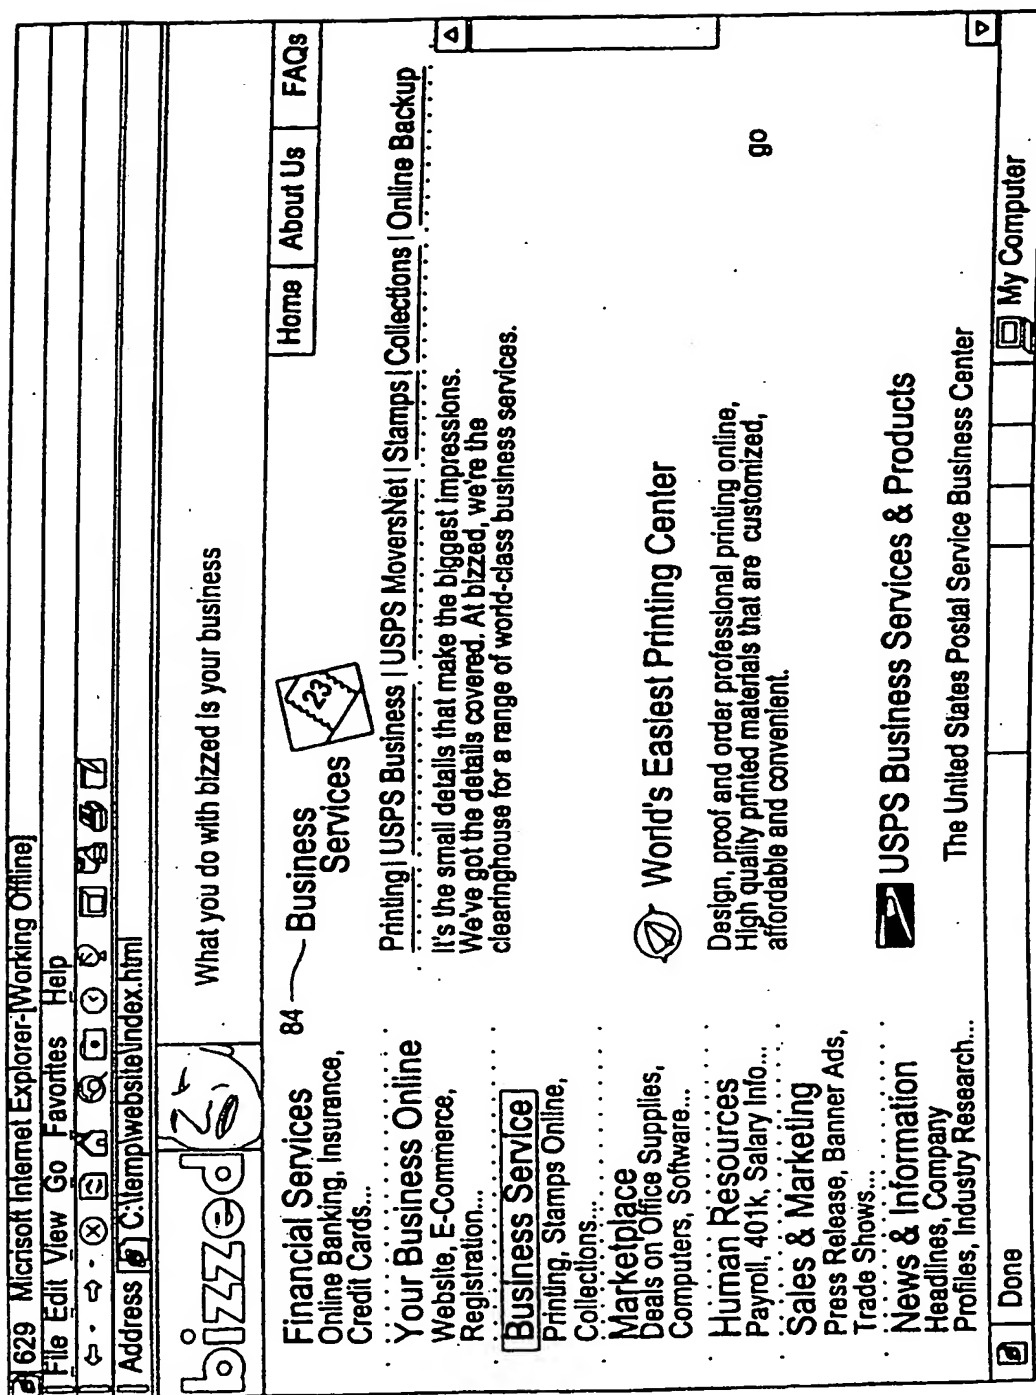 629 Micrisoft Internet Explorer-[Working Offline]
File Edit View Go Favorites Help
Address C:\temp\website\index.html
bizzed
What you do with bizzed is your business
Home | About Us | FAQs
Financial Services
Online Banking, Insurance,
Credit Cards...
Your Business Online
Website, E-Commerce,
Registration...
Business Service
Printing, Stamps Online,
Collections...
Marketplace
Deals on Office Supplies,
Computers, Software...
Human Resources
Payroll, 401k, Salary Info...
Sales & Marketing
Press Release, Banner Ads,
Trade Shows...
News & Information
Headlines, Company
Profiles, Industry Research...
84
Business
Services
23
Printing | USPS Business | USPS MoversNet | Stamps | Collections | Online Backup
It's the small details that make the biggest impressions.
We've got the details covered. At bizzed, we're the
clearinghouse for a range of world-class business services.
World's Easiest Printing Center
Design, proof and order professional printing online,
High quality printed materials that are customized,
affordable and convenient.
go
USPS Business Services & Products
The United States Postal Service Business Center
Done
My Computer